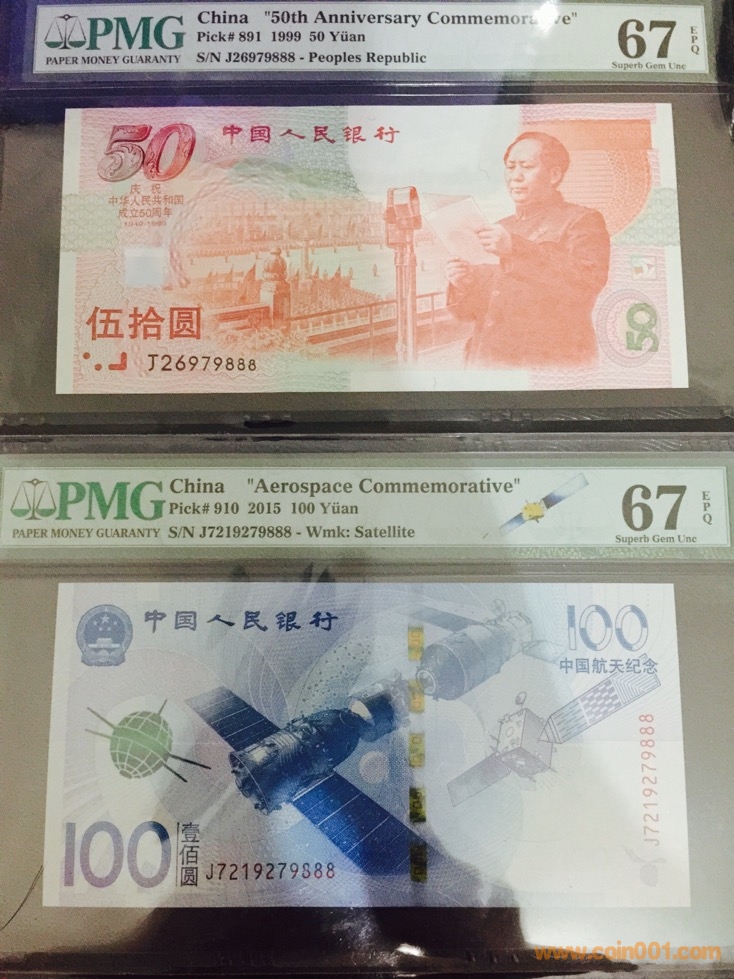 PMG
PAPER MONEY GUARANTY
China "50th Anniversary Commemorative"
Pick# 891 1999 50 Yüan
S/N J26979888 - Peoples Republic
67
EPQ
Superb Gem Unc
50
中国人民银行
庆祝
中华人民共和国
成立50周年
1949-1999
伍拾圆
J26979888
50
PMG
PAPER MONEY GUARANTY
China "Aerospace Commemorative"
Pick# 910 2015 100 Yüan
S/N J7219279888 - Wmk: Satellite
67
EPQ
Superb Gem Unc
中国人民银行
100
中国航天纪念
J7219279888
100
壹佰圆
J7219279888
www.coin001.com